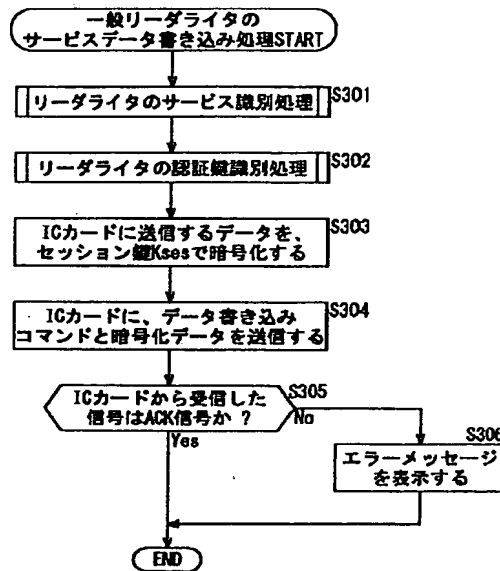 一般リーダライタの
サービスデータ書き込み処理START
リーダライタのサービス識別処理
S301
リーダライタの認証鍵識別処理
S302
ICカードに送信するデータを、
セッション鍵Ksesで暗号化する
S303
ICカードに、データ書き込み
コマンドと暗号化データを送信する
S304
ICカードから受信した
信号はACK信号か ?
S305
No
Yes
S306
エラーメッセージ
を表示する
END